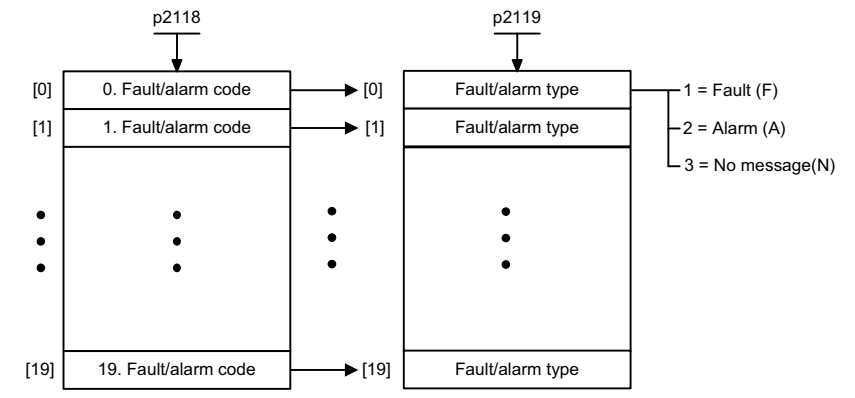 p2118 p2119
[0] 0. Fault/alarm code [0] Fault/alarm type 1 = Fault (F)
[1] 1. Fault/alarm code [1] Fault/alarm type 2 = Alarm (A)
3 = No message(N)
[19] 19. Fault/alarm code [19] Fault/alarm type